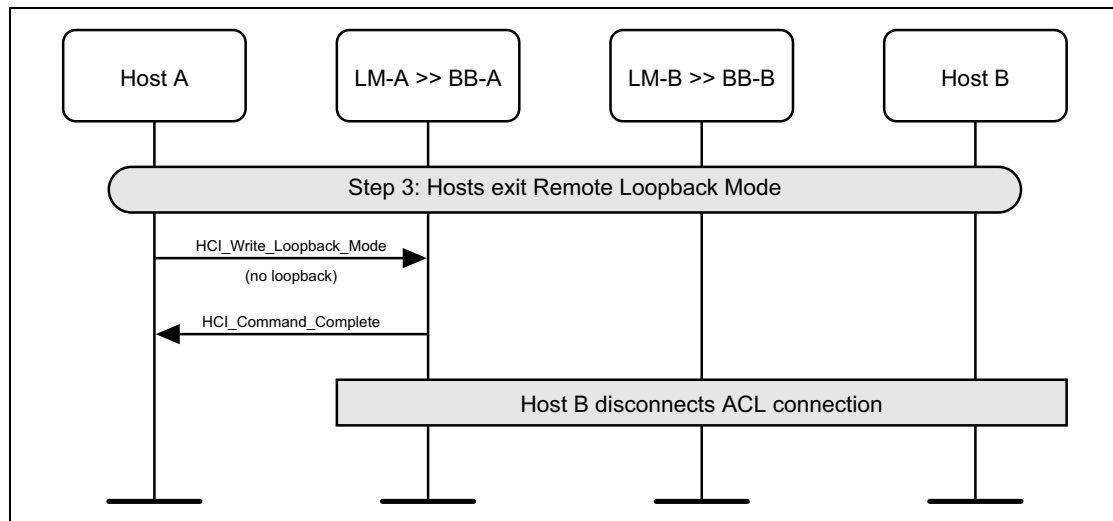 Host A
LM-A >> BB-A
LM-B >> BB-B
Host B
Step 3: Hosts exit Remote Loopback Mode
HCI_Write_Loopback_Mode
(no loopback)
HCI_Command_Complete
Host B disconnects ACL connection